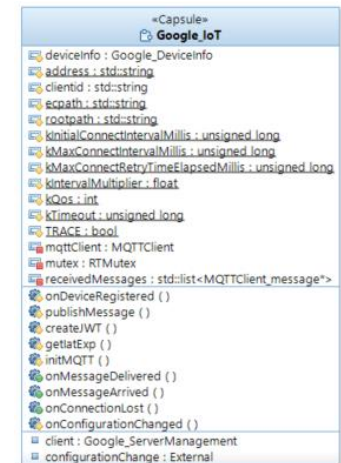 «Capsule»
Google_IoT
deviceInfo : Google_DeviceInfo
address : std::string
clientid : std::string
ecpath : std::string
rootpath : std::string
kInitialConnectIntervalMillis : unsigned long
kMaxConnectIntervalMillis : unsigned long
kMaxConnectRetryTimeElapsedMillis : unsigned long
kIntervalMultiplier : float
kQos : int
kTimeout : unsigned long
TRACE : bool
mqttClient : MQTTClient
mutex : RTMutex
receivedMessages : std::list<MQTTClient_message*>
onDeviceRegistered ( )
publishMessage ( )
createJWT ( )
getIatExp ( )
initMQTT ( )
onMessageDelivered ( )
onMessageArrived ( )
onConnectionLost ( )
onConfigurationChanged ( )
client : Google_ServerManagement
configurationChange : External